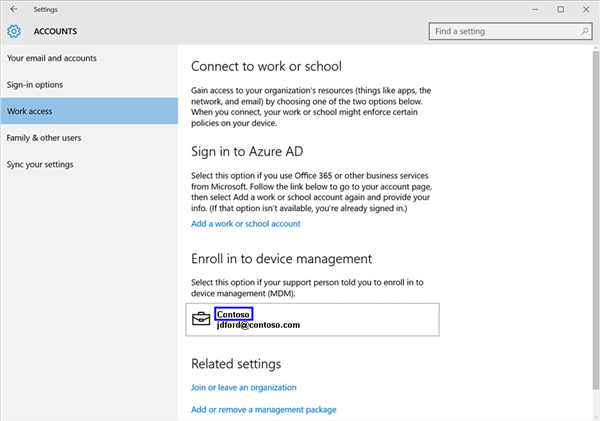 Settings
ACCOUNTS
Find a setting
Your email and accounts
Sign-in options
Work access
Family & other users
Sync your settings
Connect to work or school
Gain access to your organization's resources (things like apps, the
network, and email) by choosing one of the two options below.
When you connect, your work or school might enforce certain
policies on your device.
Sign in to Azure AD
Select this option if you use Office 365 or other business services
from Microsoft. Follow the link below to go to your account page,
then select Add a work or school account again and provide your
info. (If that option isn't available, you're already signed in.)
Add a work or school account
Enroll in to device management
Select this option if your support person told you to enroll in to
device management (MDM).
Contoso
jdford@contoso.com
Related settings
Join or leave an organization
Add or remove a management package